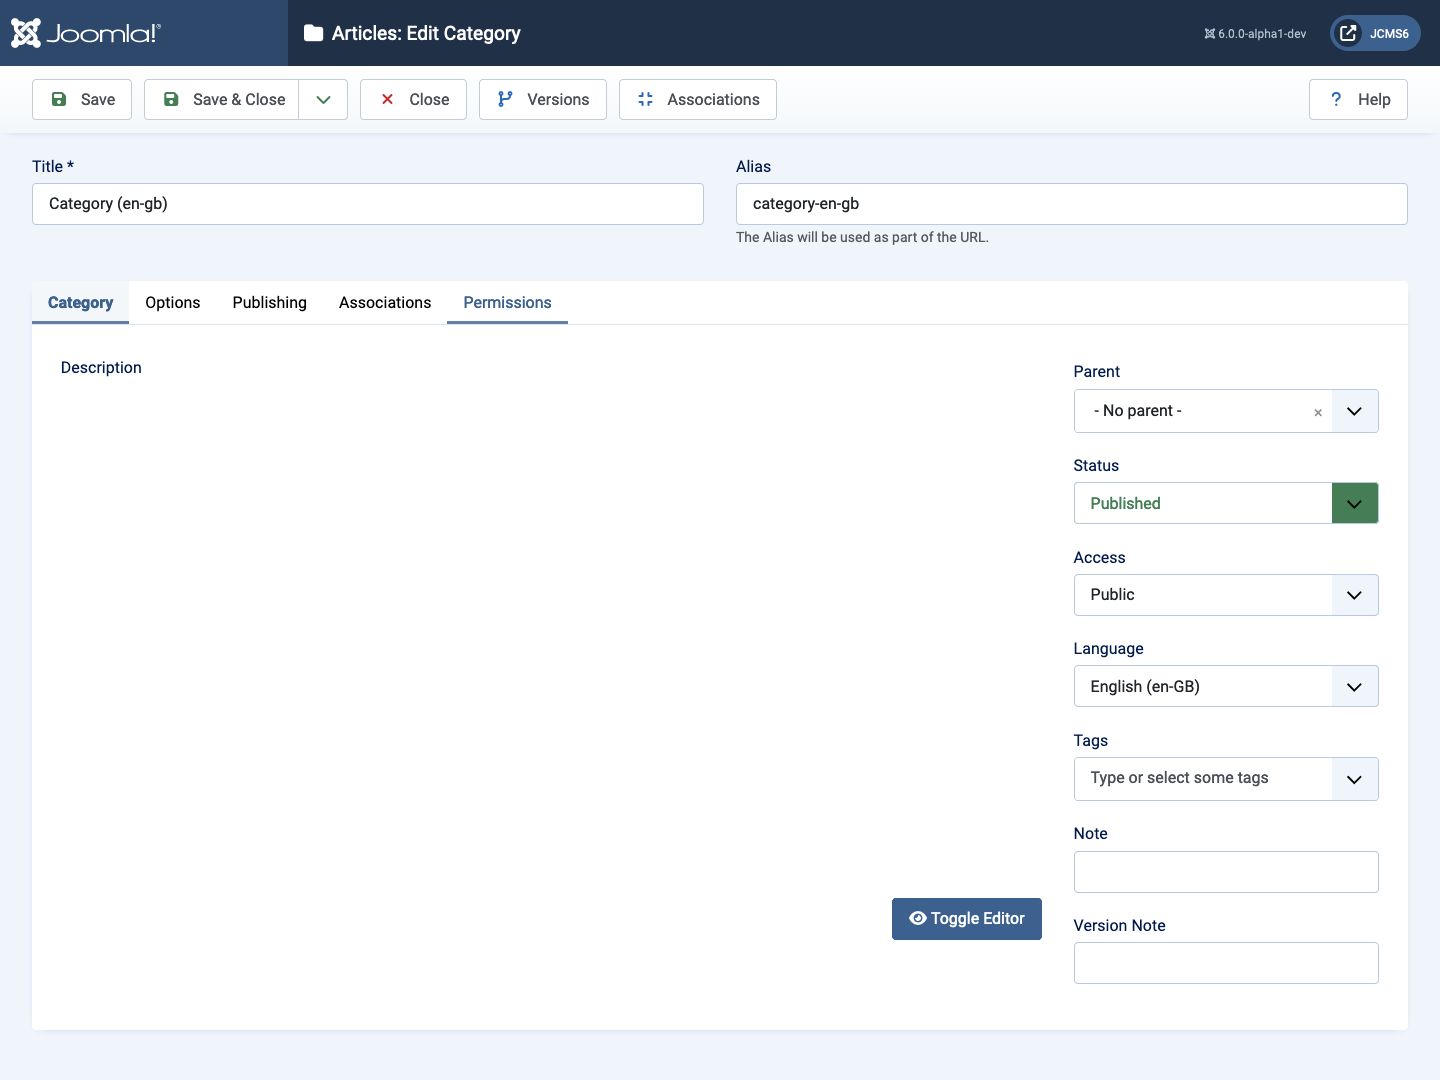 Joomla!®
Articles: Edit Category
6.0.0-alpha1-dev
JCMS6
Save
Save & Close
Close
Versions
Associations
? Help
Title *
Alias
Category (en-gb)
category-en-gb
The Alias will be used as part of the URL.
Category
Options
Publishing
Associations
Permissions
Description
Parent
- No parent - ×
Status
Published
Access
Public
Language
English (en-GB)
Tags
Type or select some tags
Note
Toggle Editor
Version Note